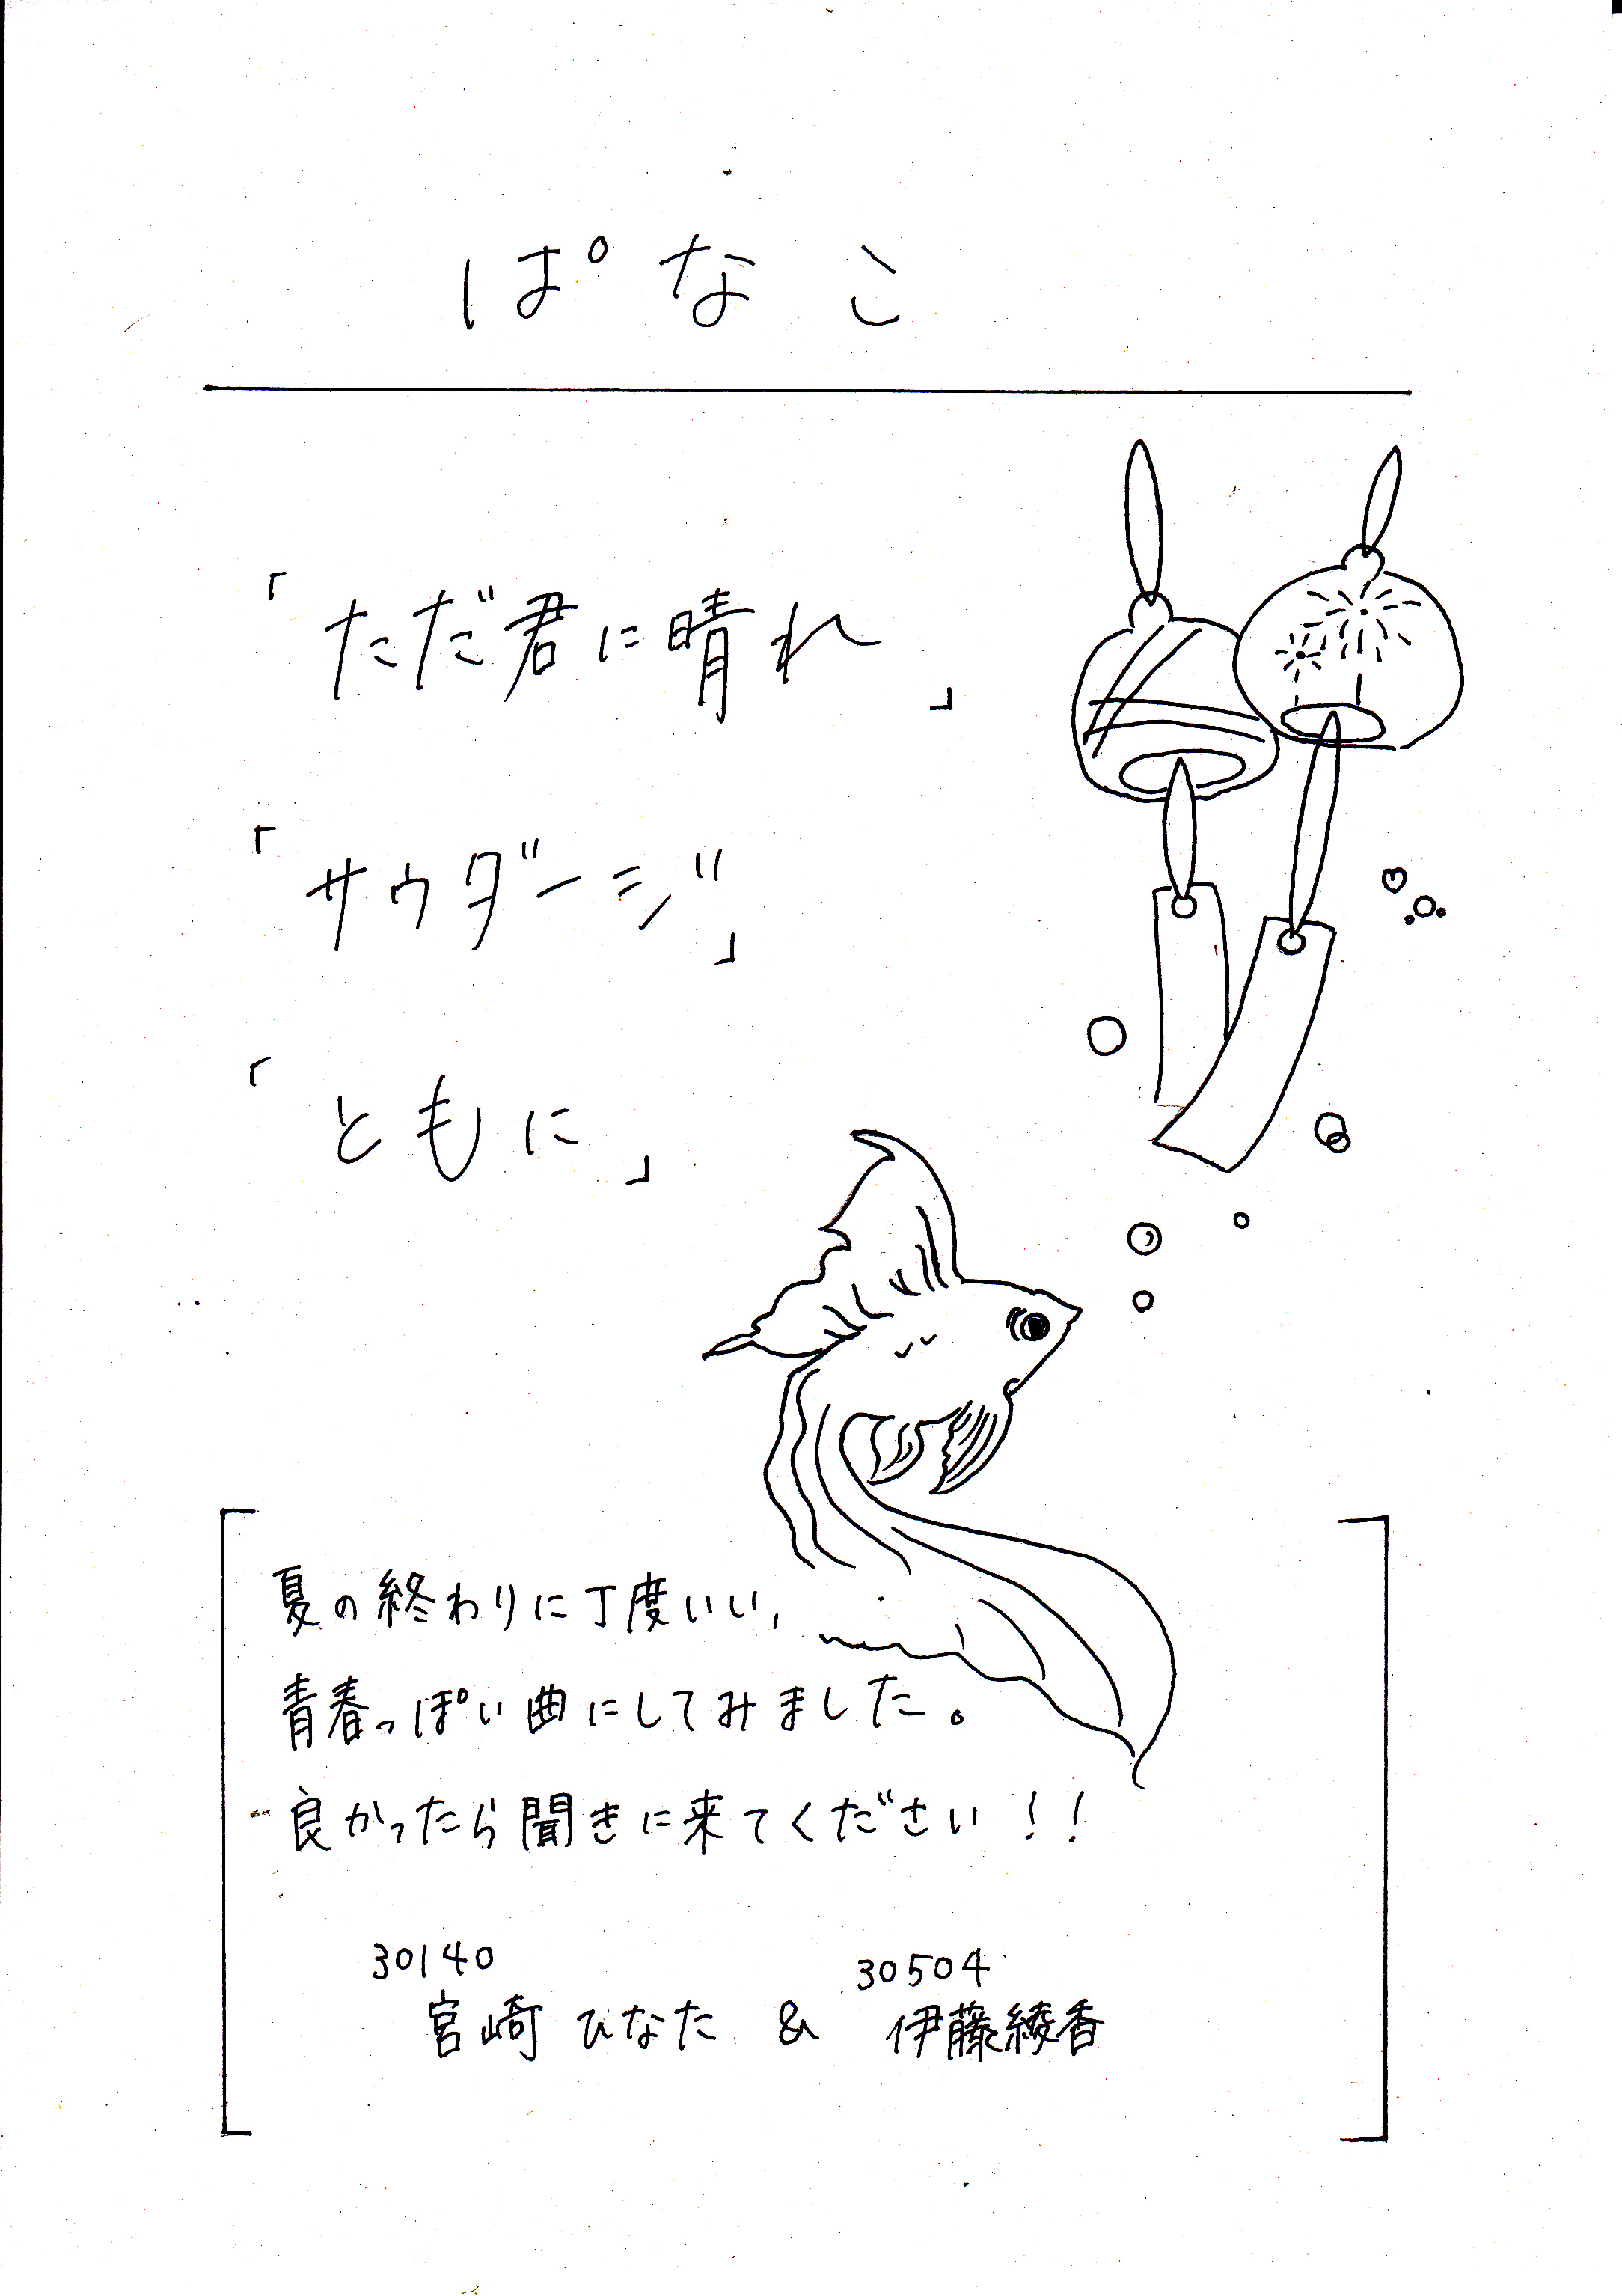 ぱなこ
「ただ君に晴れ」
「サウダージ」
「ともに」
夏の終わりに丁度いい、
青春っぽい曲にしてみました。
良かったら聞きに来てください!!
30140 30504
宮崎ひなた & 伊藤綾香